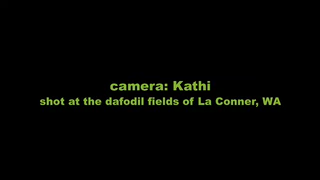 camera: Kathi
shot at the dafodil fields of La Conner, WA